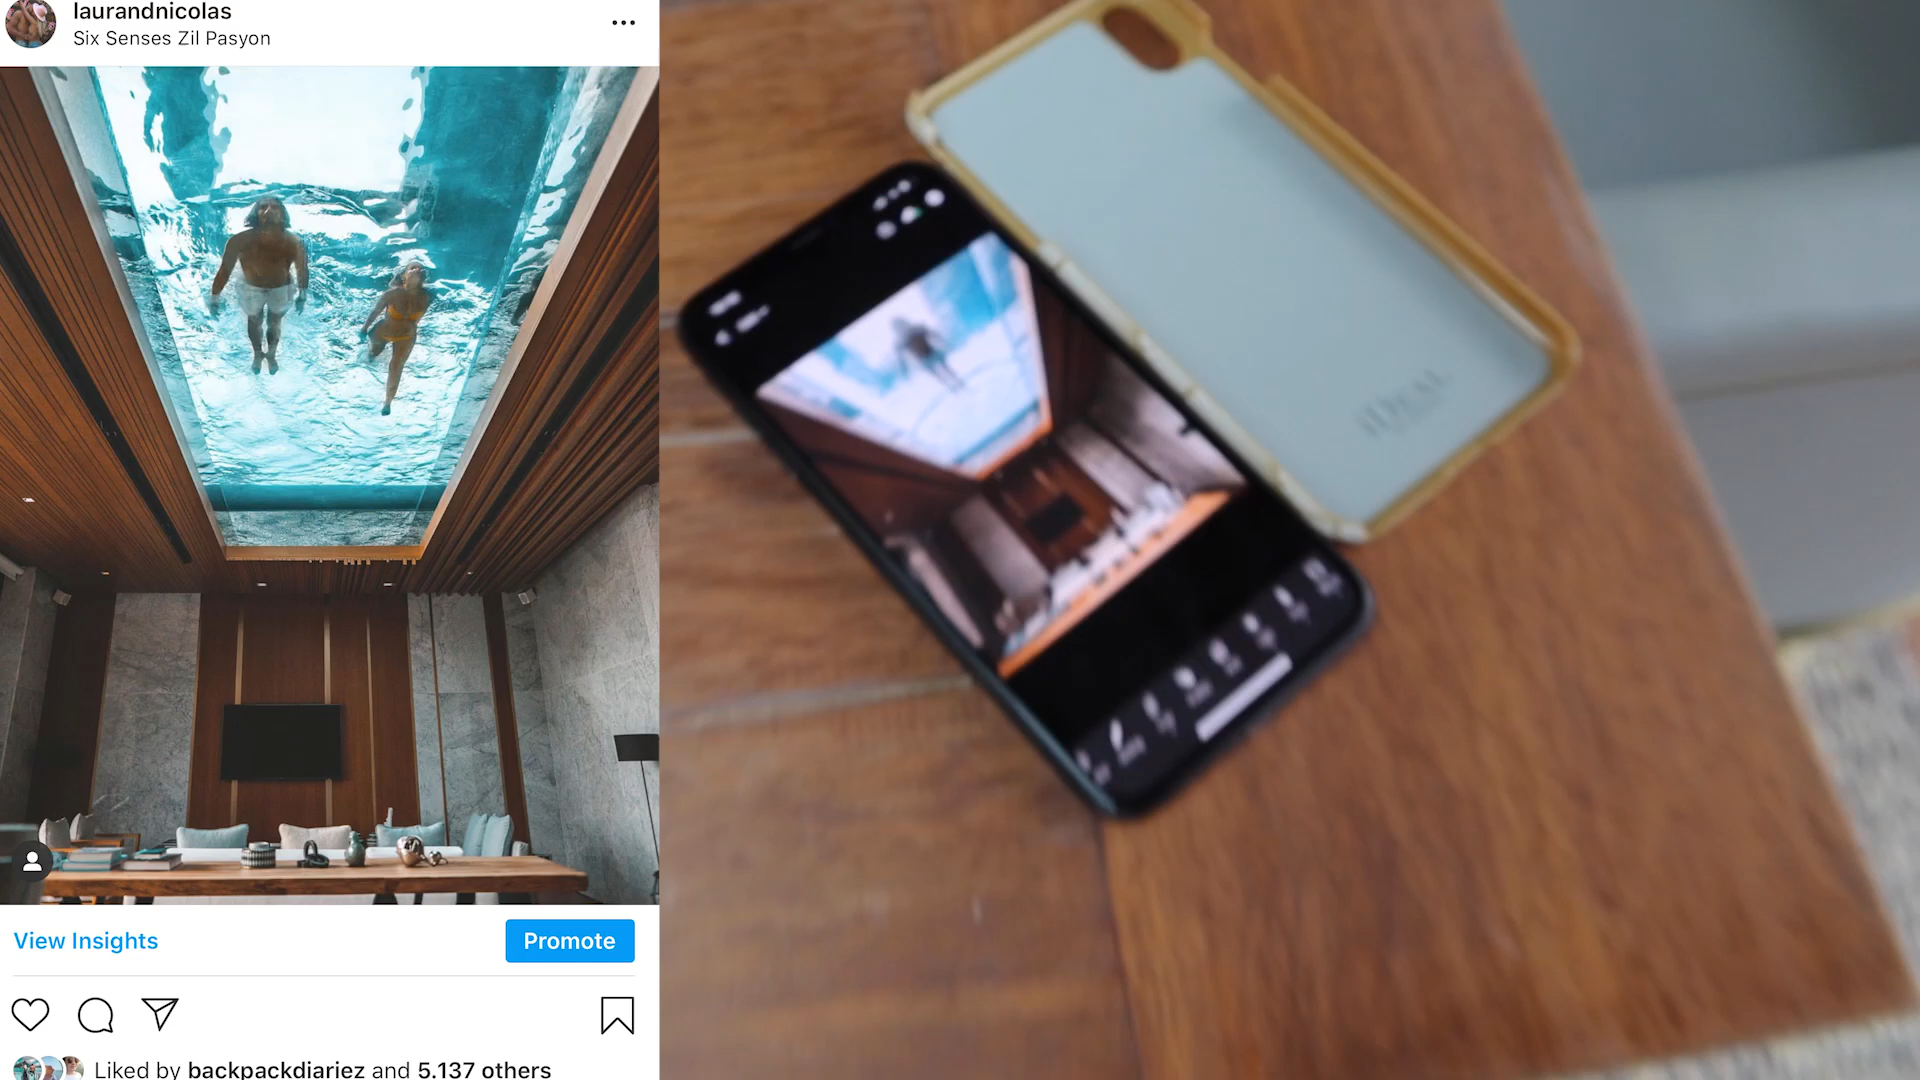 laurandnicolas
Six Senses Zil Pasyon
View Insights
Promote
Liked by backpackdiariez and 5.137 others